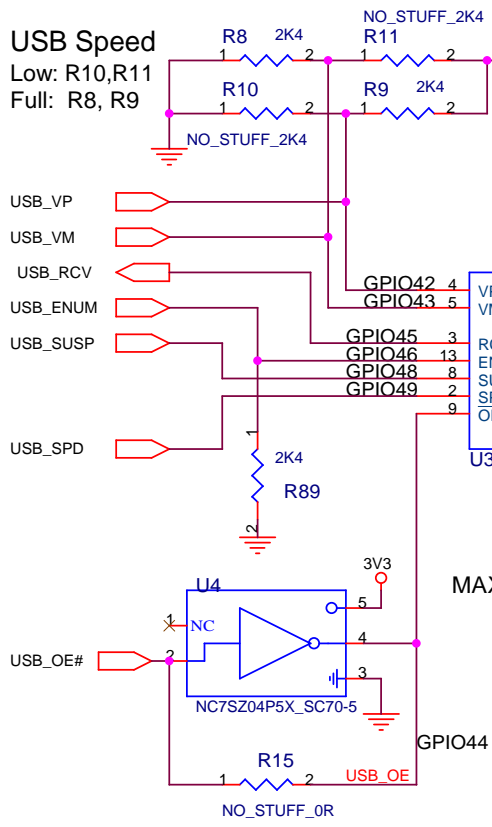 NO_STUFF_2K4
USB Speed
R8 2K4 R11
1 2 1 2
Low: R10,R11
Full: R8, R9
R10 R9 2K4
1 2 1 2
NO_STUFF_2K4
USB_VP
USB_VM
USB_RCV
USB_ENUM
USB_SUSP
USB_SPD
GPIO42 4
GPIO43 5
GPIO45 3
GPIO46 13
GPIO48 8
GPIO49 2
9
1
2K4
R89
2
U3
3V3
U4
MAX
1 NC
5
USB_OE# 2
4
3
NC7SZ04P5X_SC70-5
GPIO44
R15
1 2 USB_OE
NO_STUFF_0R